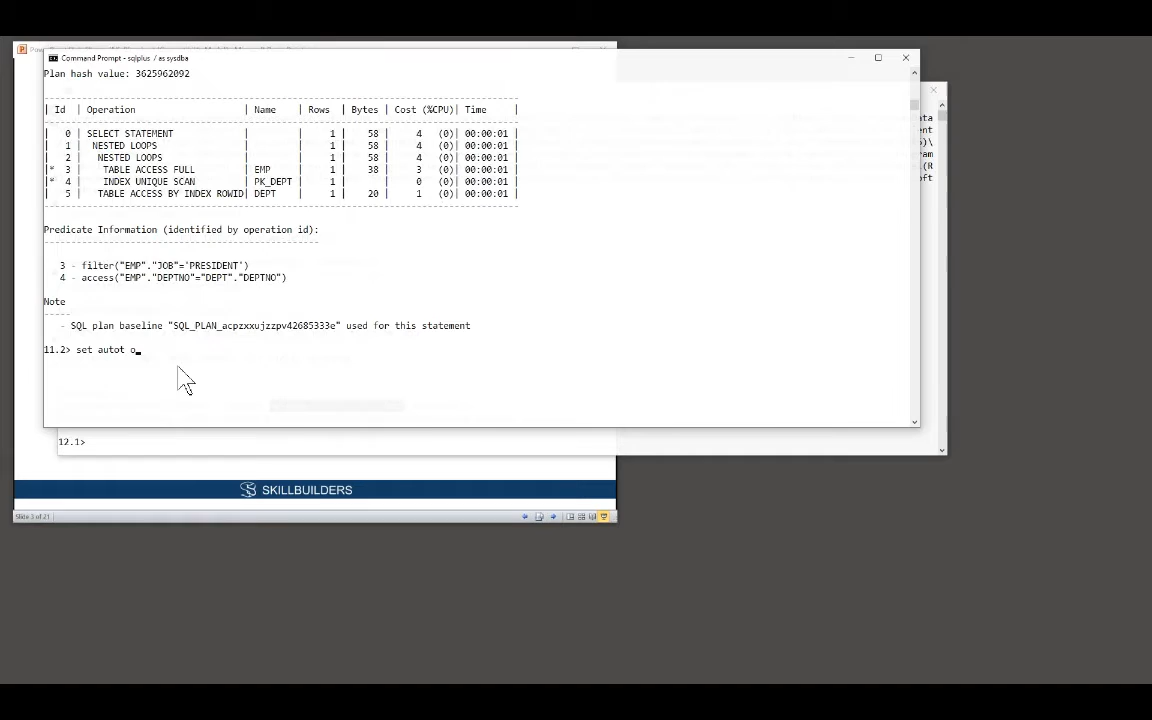 Command Prompt - sqlplus / as sysdba
Plan hash value: 3625962092
| Id | Operation | Name | Rows | Bytes | Cost (%CPU)| Time |
| 0 | SELECT STATEMENT | | 1 | 58 | 4 (0)| 00:00:01 |
| 1 | NESTED LOOPS | | 1 | 58 | 4 (0)| 00:00:01 |
| 2 | NESTED LOOPS | | 1 | 58 | 4 (0)| 00:00:01 |
|* 3 | TABLE ACCESS FULL | EMP | 1 | 38 | 3 (0)| 00:00:01 |
|* 4 | INDEX UNIQUE SCAN | PK_DEPT | 1 | | 0 (0)| 00:00:01 |
| 5 | TABLE ACCESS BY INDEX ROWID| DEPT | 1 | 20 | 1 (0)| 00:00:01 |
Predicate Information (identified by operation id):
3 - filter("EMP"."JOB"='PRESIDENT')
4 - access("EMP"."DEPTNO"="DEPT"."DEPTNO")
Note
-----
- SQL plan baseline "SQL_PLAN_acpzxxujzzpv42685333e" used for this statement
11.2> set autot o_
12.1>
SKILLBUILDERS
Slide 3 of 21